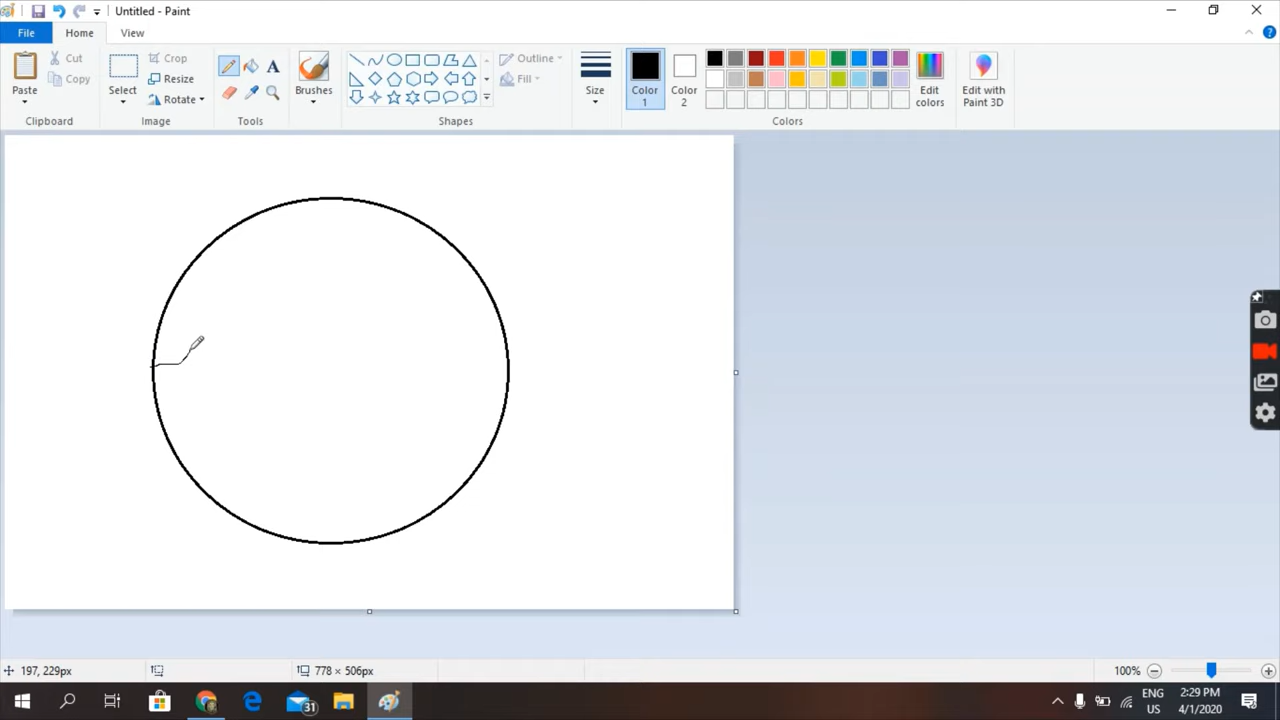 Untitled - Paint
File
Home
View
Paste
Cut
Copy
Clipboard
Select
Crop
Resize
Rotate
Image
A
Tools
Brushes
Outline
Fill
Shapes
Size
Color
1
Color
2
Edit
colors
Colors
Edit with
Paint 3D
197, 229px
778 × 506px
100%
31
ENG
US
2:29 PM
4/1/2020